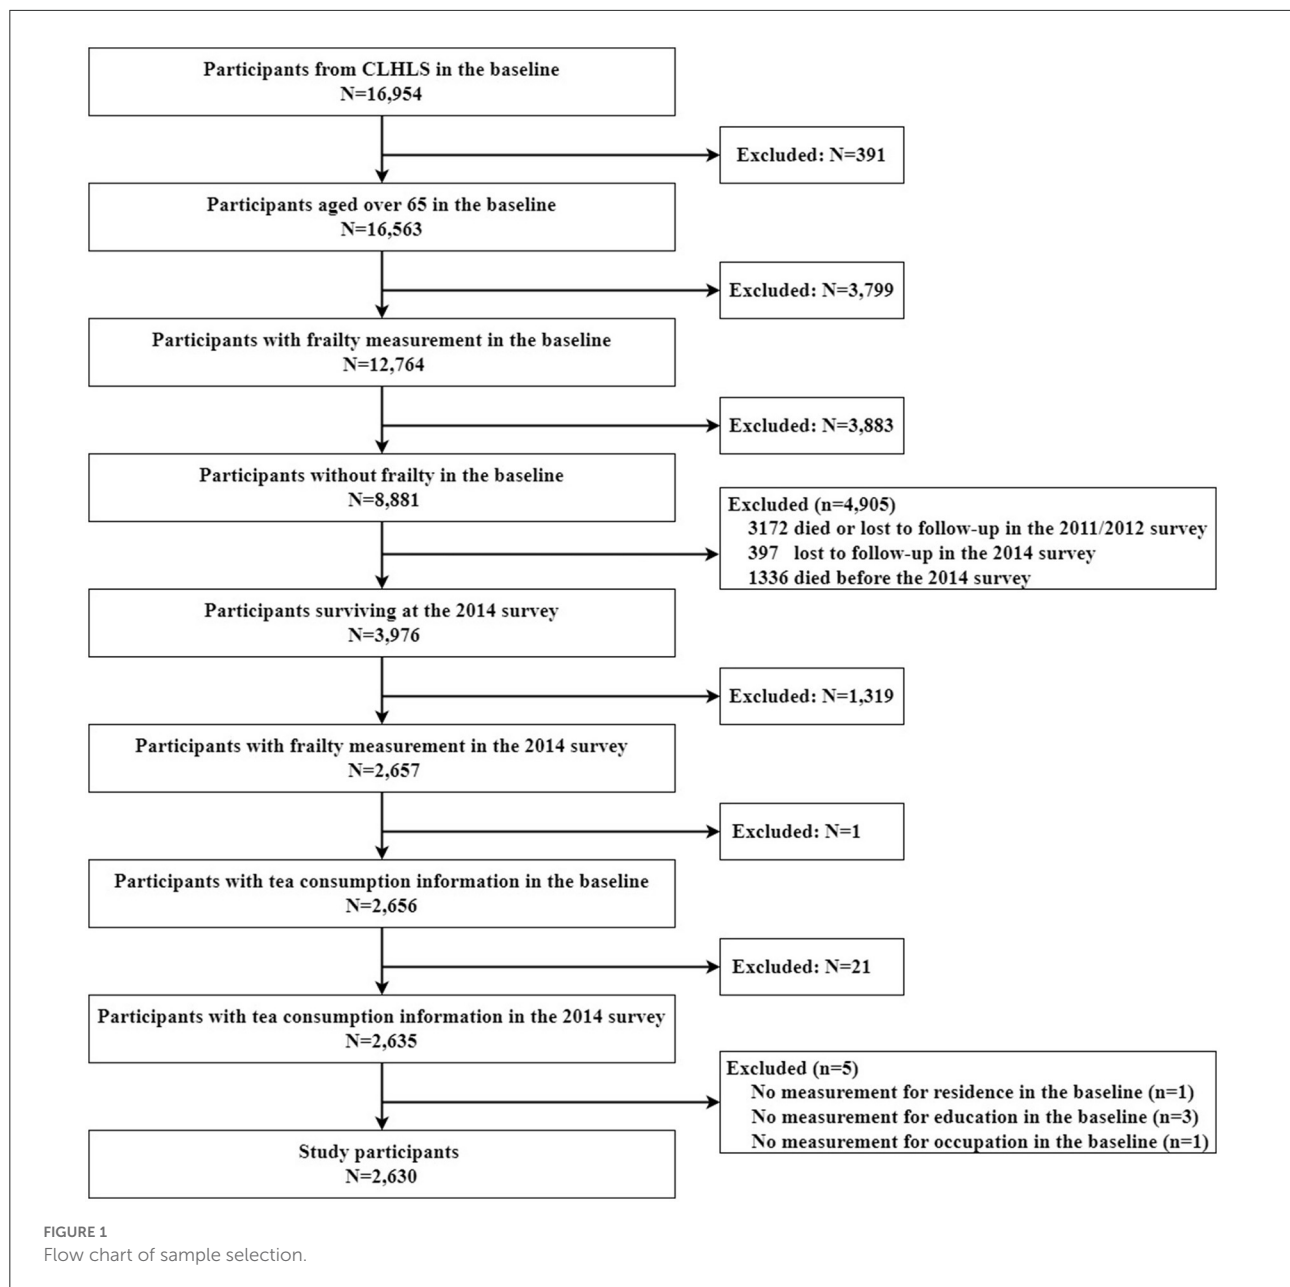 Participants from CLHLS in the baseline
N=16,954
Excluded: N=391
Participants aged over 65 in the baseline
N=16,563
Excluded: N=3,799
Participants with frailty measurement in the baseline
N=12,764
Excluded: N=3,883
Participants without frailty in the baseline
N=8,881
Excluded (n=4,905)
3172 died or lost to follow-up in the 2011/2012 survey
397 lost to follow-up in the 2014 survey
1336 died before the 2014 survey
Participants surviving at the 2014 survey
N=3,976
Excluded: N=1,319
Participants with frailty measurement in the 2014 survey
N=2,657
Excluded: N=1
Participants with tea consumption information in the baseline
N=2,656
Excluded: N=21
Participants with tea consumption information in the 2014 survey
N=2,635
Excluded (n=5)
No measurement for residence in the baseline (n=1)
No measurement for education in the baseline (n=3)
No measurement for occupation in the baseline (n=1)
Study participants
N=2,630
FIGURE 1
Flow chart of sample selection.